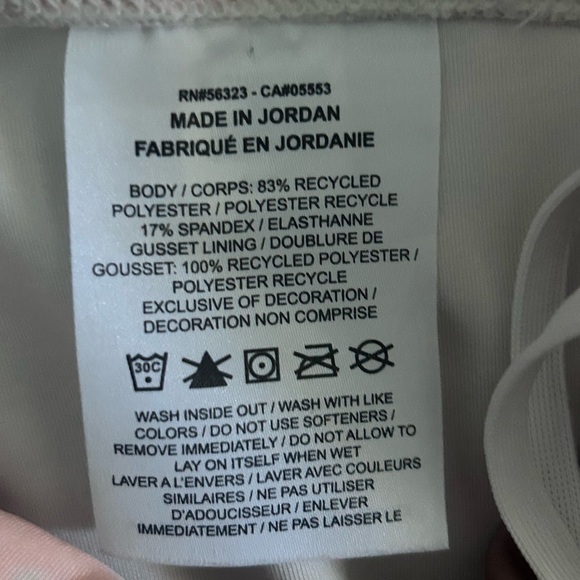 RN#56323 - CA#05553
MADE IN JORDAN
FABRIQUÉ EN JORDANIE
BODY / CORPS: 83% RECYCLED
POLYESTER / POLYESTER RECYCLE
17% SPANDEX / ELASTHANNE
GUSSET LINING / DOUBLURE DE
GOUSSET: 100% RECYCLED POLYESTER /
POLYESTER RECYCLE
EXCLUSIVE OF DECORATION /
DECORATION NON COMPRISE
30C
WASH INSIDE OUT / WASH WITH LIKE
COLORS / DO NOT USE SOFTENERS /
REMOVE IMMEDIATELY / DO NOT ALLOW TO
LAY ON ITSELF WHEN WET
LAVER A L'ENVERS / LAVER AVEC COULEURS
SIMILAIRES / NE PAS UTILISER
D'ADOUCISSEUR / ENLEVER
IMMEDIATEMENT / NE PAS LAISSER LE